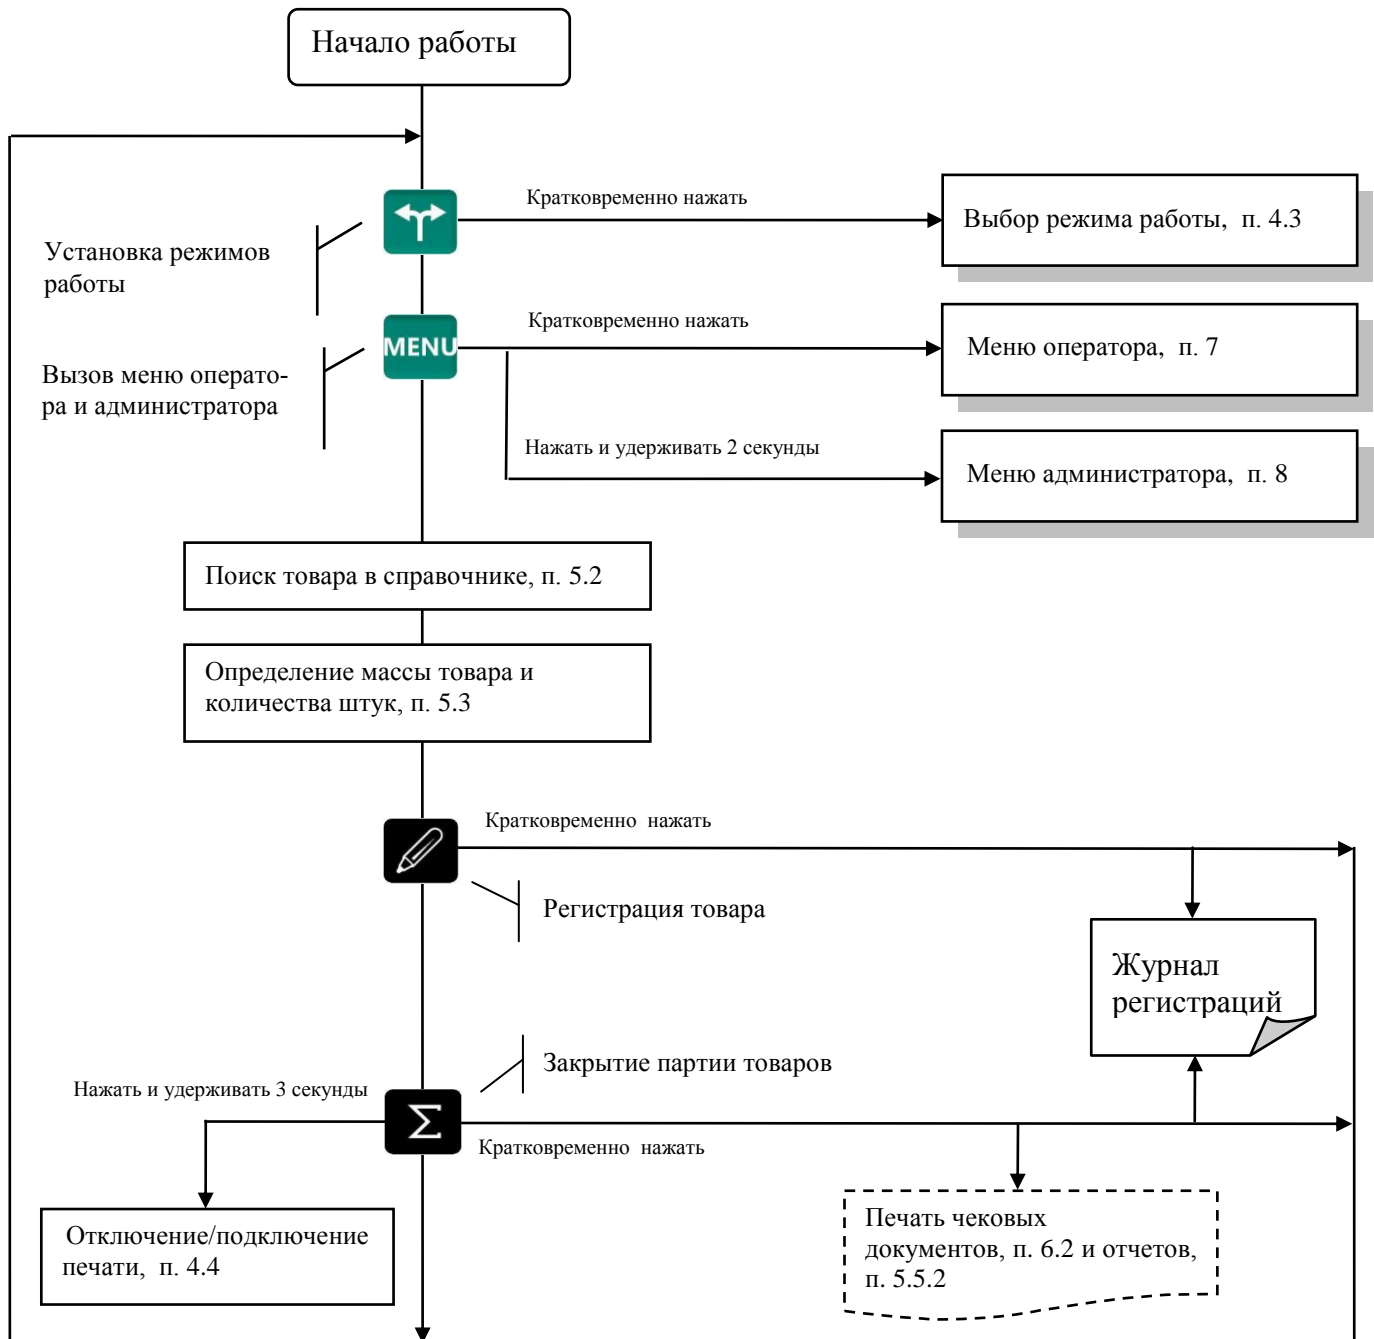 Начало работы
Кратковременно нажать
Выбор режима работы, п. 4.3
Установка режимов
работы
Кратковременно нажать
MENU
Меню оператора, п. 7
Вызов меню операто-
ра и администратора
Нажать и удерживать 2 секунды
Меню администратора, п. 8
Поиск товара в справочнике, п. 5.2
Определение массы товара и
количества штук, п. 5.3
Кратковременно нажать
Регистрация товара
Журнал
регистраций
Закрытие партии товаров
Нажать и удерживать 3 секунды
Σ
Кратковременно нажать
Отключение/подключение
печати, п. 4.4
Печать чековых
документов, п. 6.2 и отчетов,
п. 5.5.2